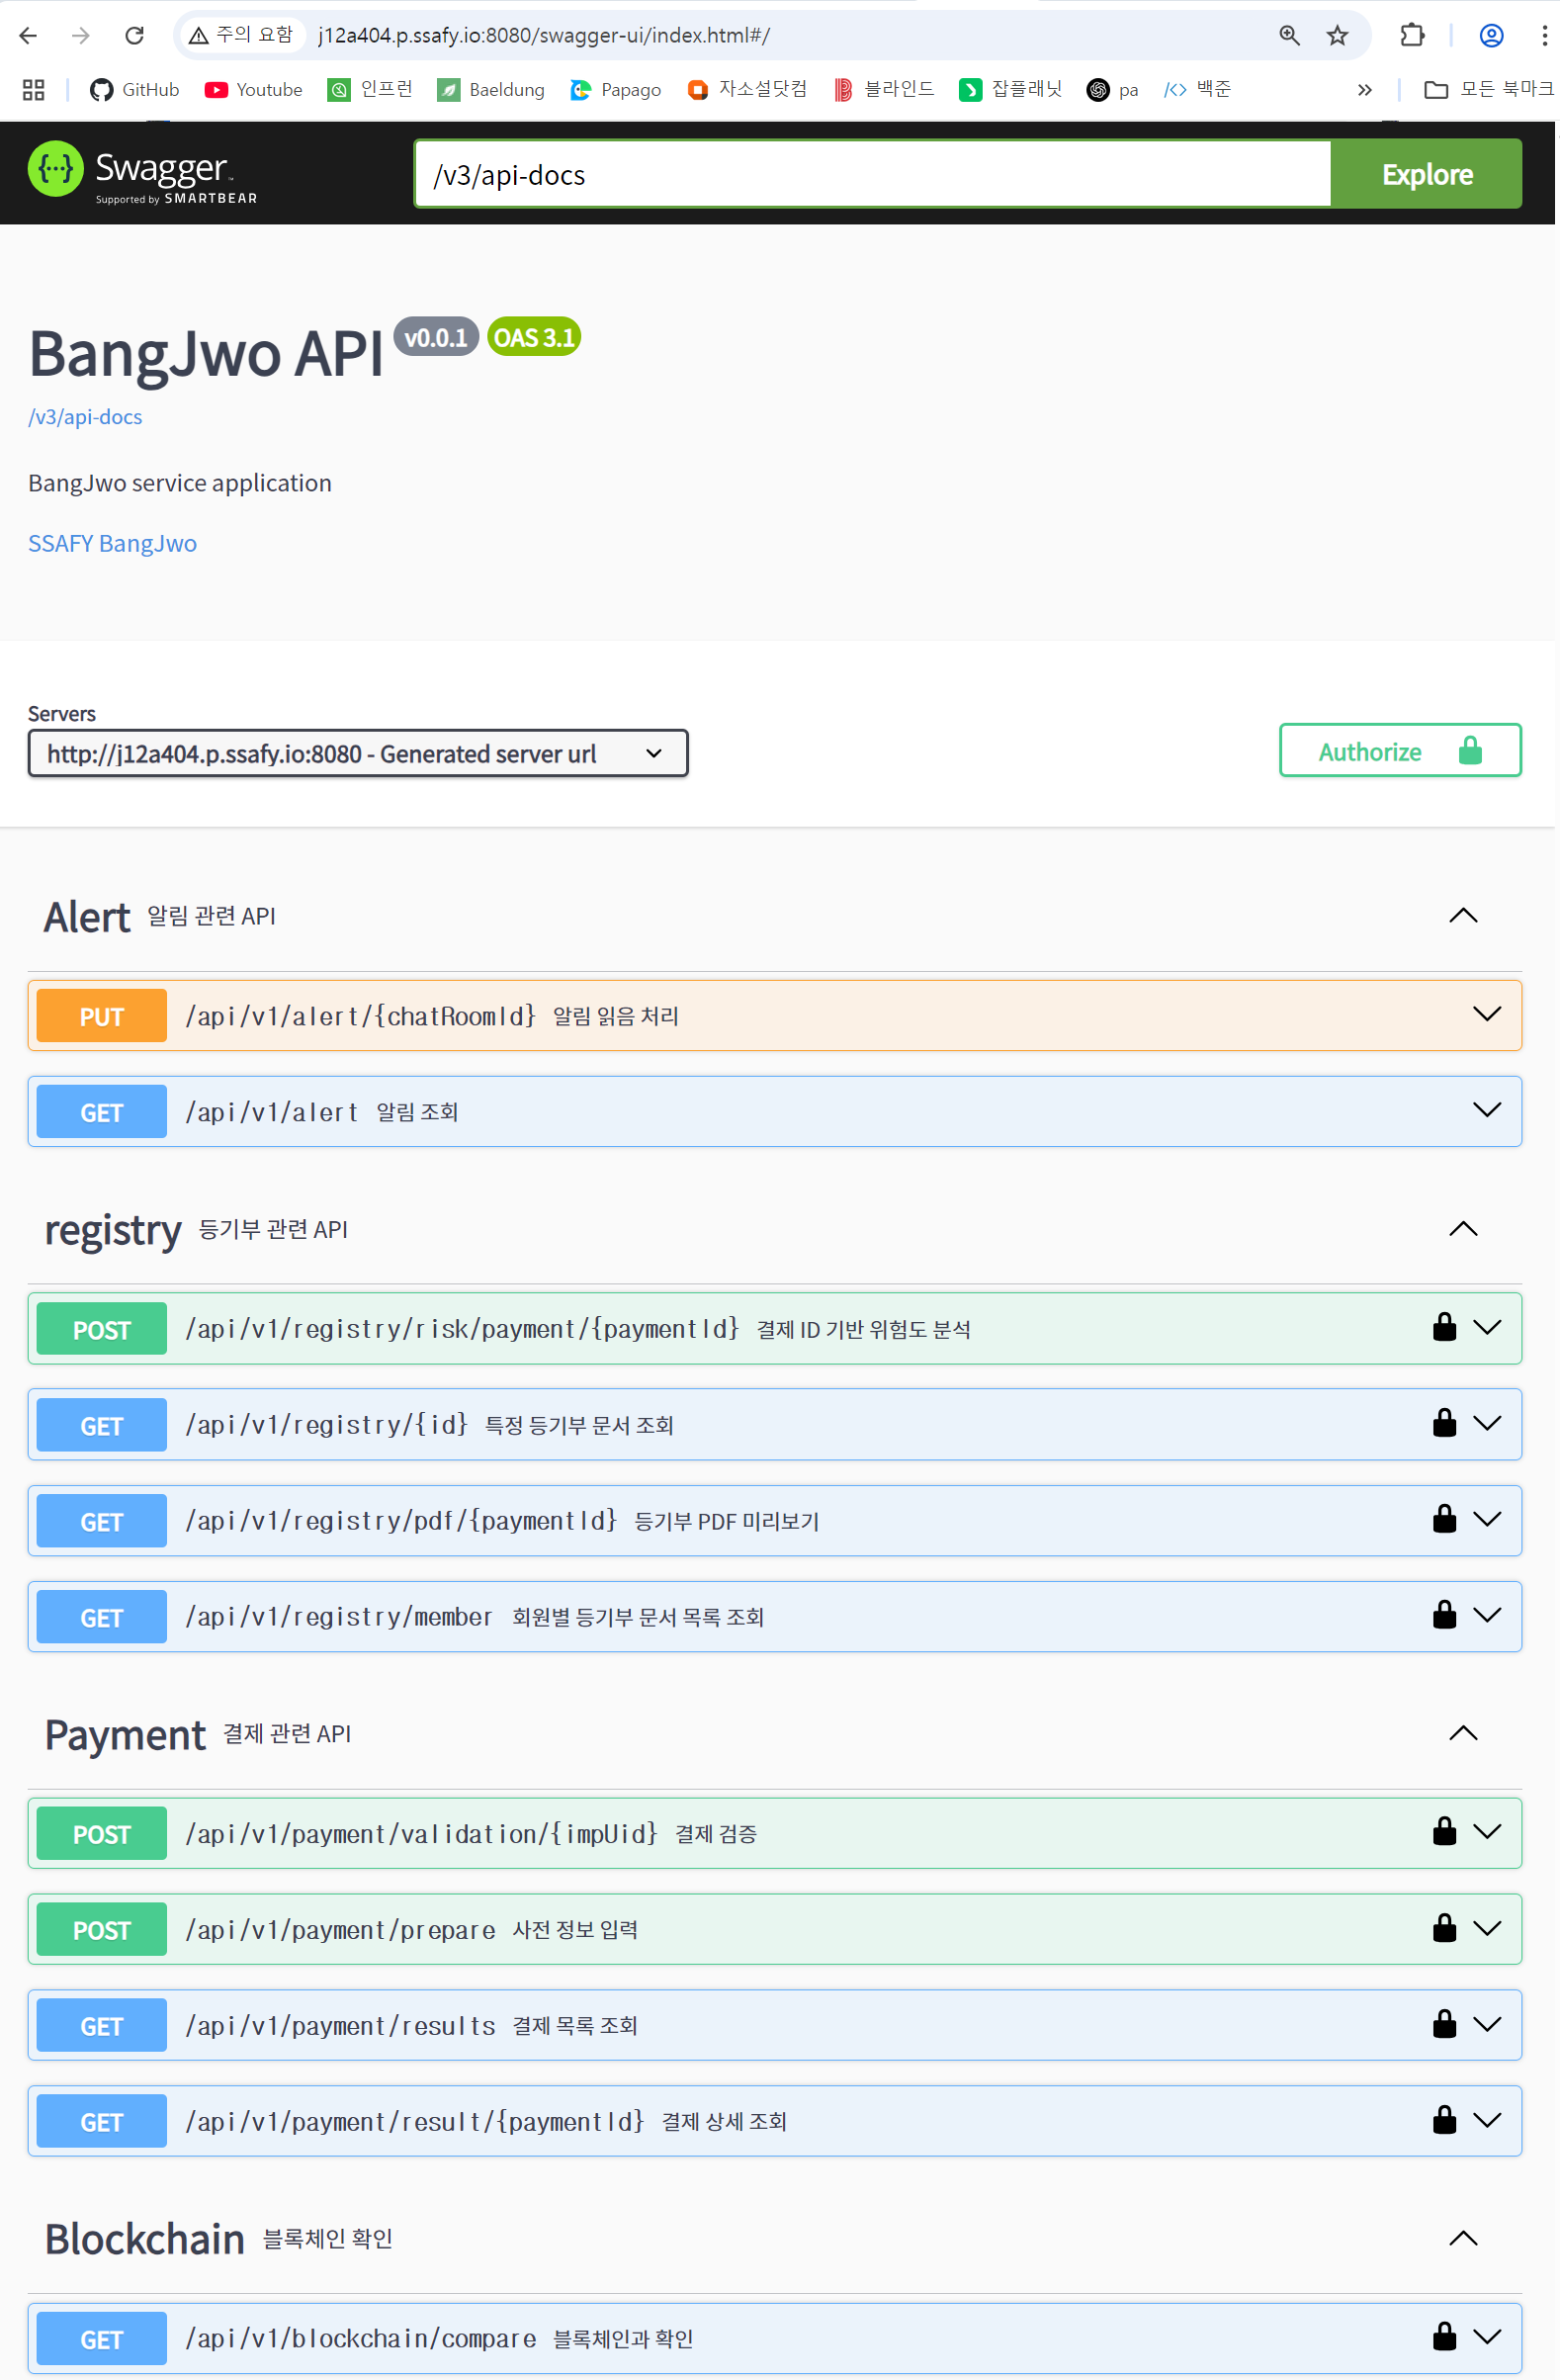 주의 요함 j12a404.p.ssafy.io:8080/swagger-ui/index.html#/
GitHub Youtube 인프런 Baeldung Papago 자소설닷컴 블라인드 잡플래닛 pa 백준 » 모든 북마크
Swagger
Supported by SMARTBEAR
/v3/api-docs Explore
BangJwo API v0.0.1 OAS 3.1
/v3/api-docs
BangJwo service application
SSAFY BangJwo
Servers
http://j12a404.p.ssafy.io:8080 - Generated server url Authorize
Alert 알림 관련 API
PUT /api/v1/alert/{chatRoomId} 알림 읽음 처리
GET /api/v1/alert 알림 조회
registry 등기부 관련 API
POST /api/v1/registry/risk/payment/{paymentId} 결제 ID 기반 위험도 분석
GET /api/v1/registry/{id} 특정 등기부 문서 조회
GET /api/v1/registry/pdf/{paymentId} 등기부 PDF 미리보기
GET /api/v1/registry/member 회원별 등기부 문서 목록 조회
Payment 결제 관련 API
POST /api/v1/payment/validation/{impUid} 결제 검증
POST /api/v1/payment/prepare 사전 정보 입력
GET /api/v1/payment/results 결제 목록 조회
GET /api/v1/payment/result/{paymentId} 결제 상세 조회
Blockchain 블록체인 확인
GET /api/v1/blockchain/compare 블록체인과 확인